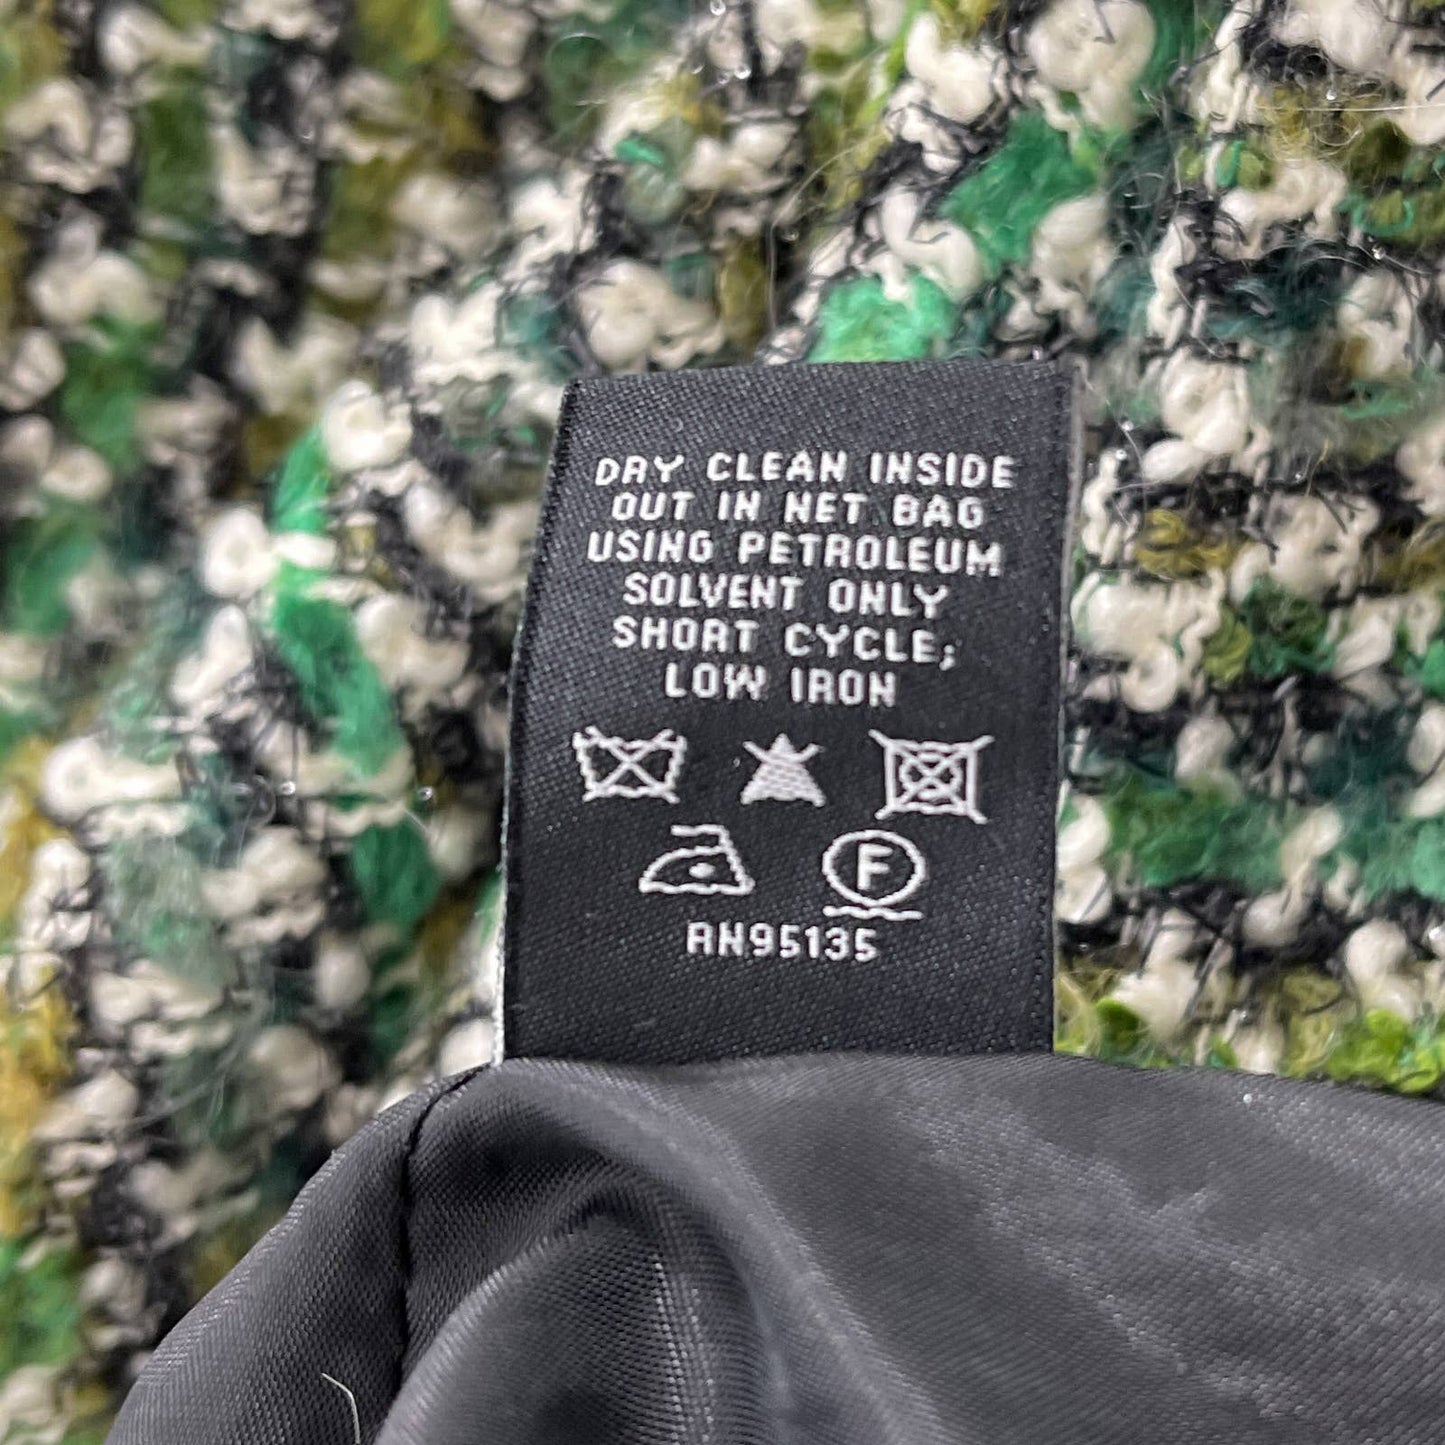 DRY CLEAN INSIDE
OUT IN NET BAG
USING PETROLEUM
SOLVENT ONLY
SHORT CYCLE;
LOW IRON
F
RN95135